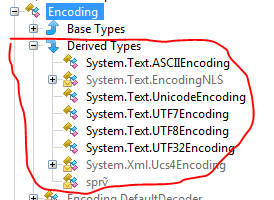 Encoding
Base Types
Derived Types
System.Text.ASCIIEncoding
System.Text.EncodingNLS
System.Text.UnicodeEncoding
System.Text.UTF7Encoding
System.Text.UTF8Encoding
System.Text.UTF32Encoding
System.Xml.Ucs4Encoding
sprỹ
Encoding.DefaultDecoder